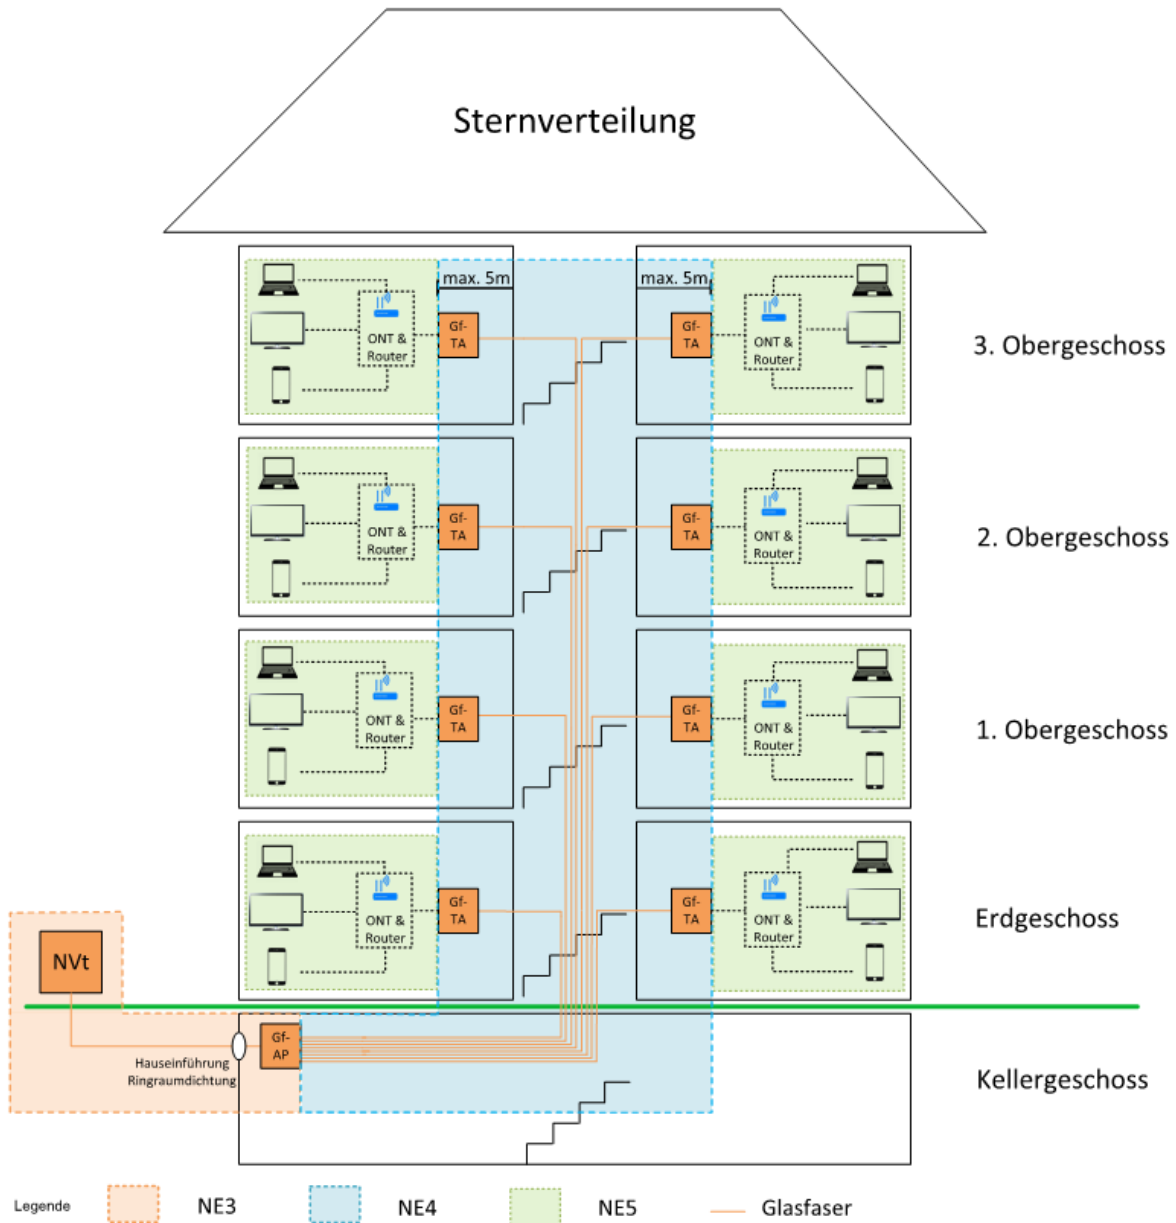 Sternverteilung
max. 5m
max. 5m
Gf-
TA
ONT &
Router
Gf-
TA
ONT &
Router
3. Obergeschoss
Gf-
TA
ONT &
Router
Gf-
TA
ONT &
Router
2. Obergeschoss
Gf-
TA
ONT &
Router
Gf-
TA
ONT &
Router
1. Obergeschoss
Gf-
TA
ONT &
Router
Gf-
TA
ONT &
Router
Erdgeschoss
NVt
Gf-
AP
Hauseinführung
Ringraumdichtung
Kellergeschoss
Legende
NE3
NE4
NE5
Glasfaser